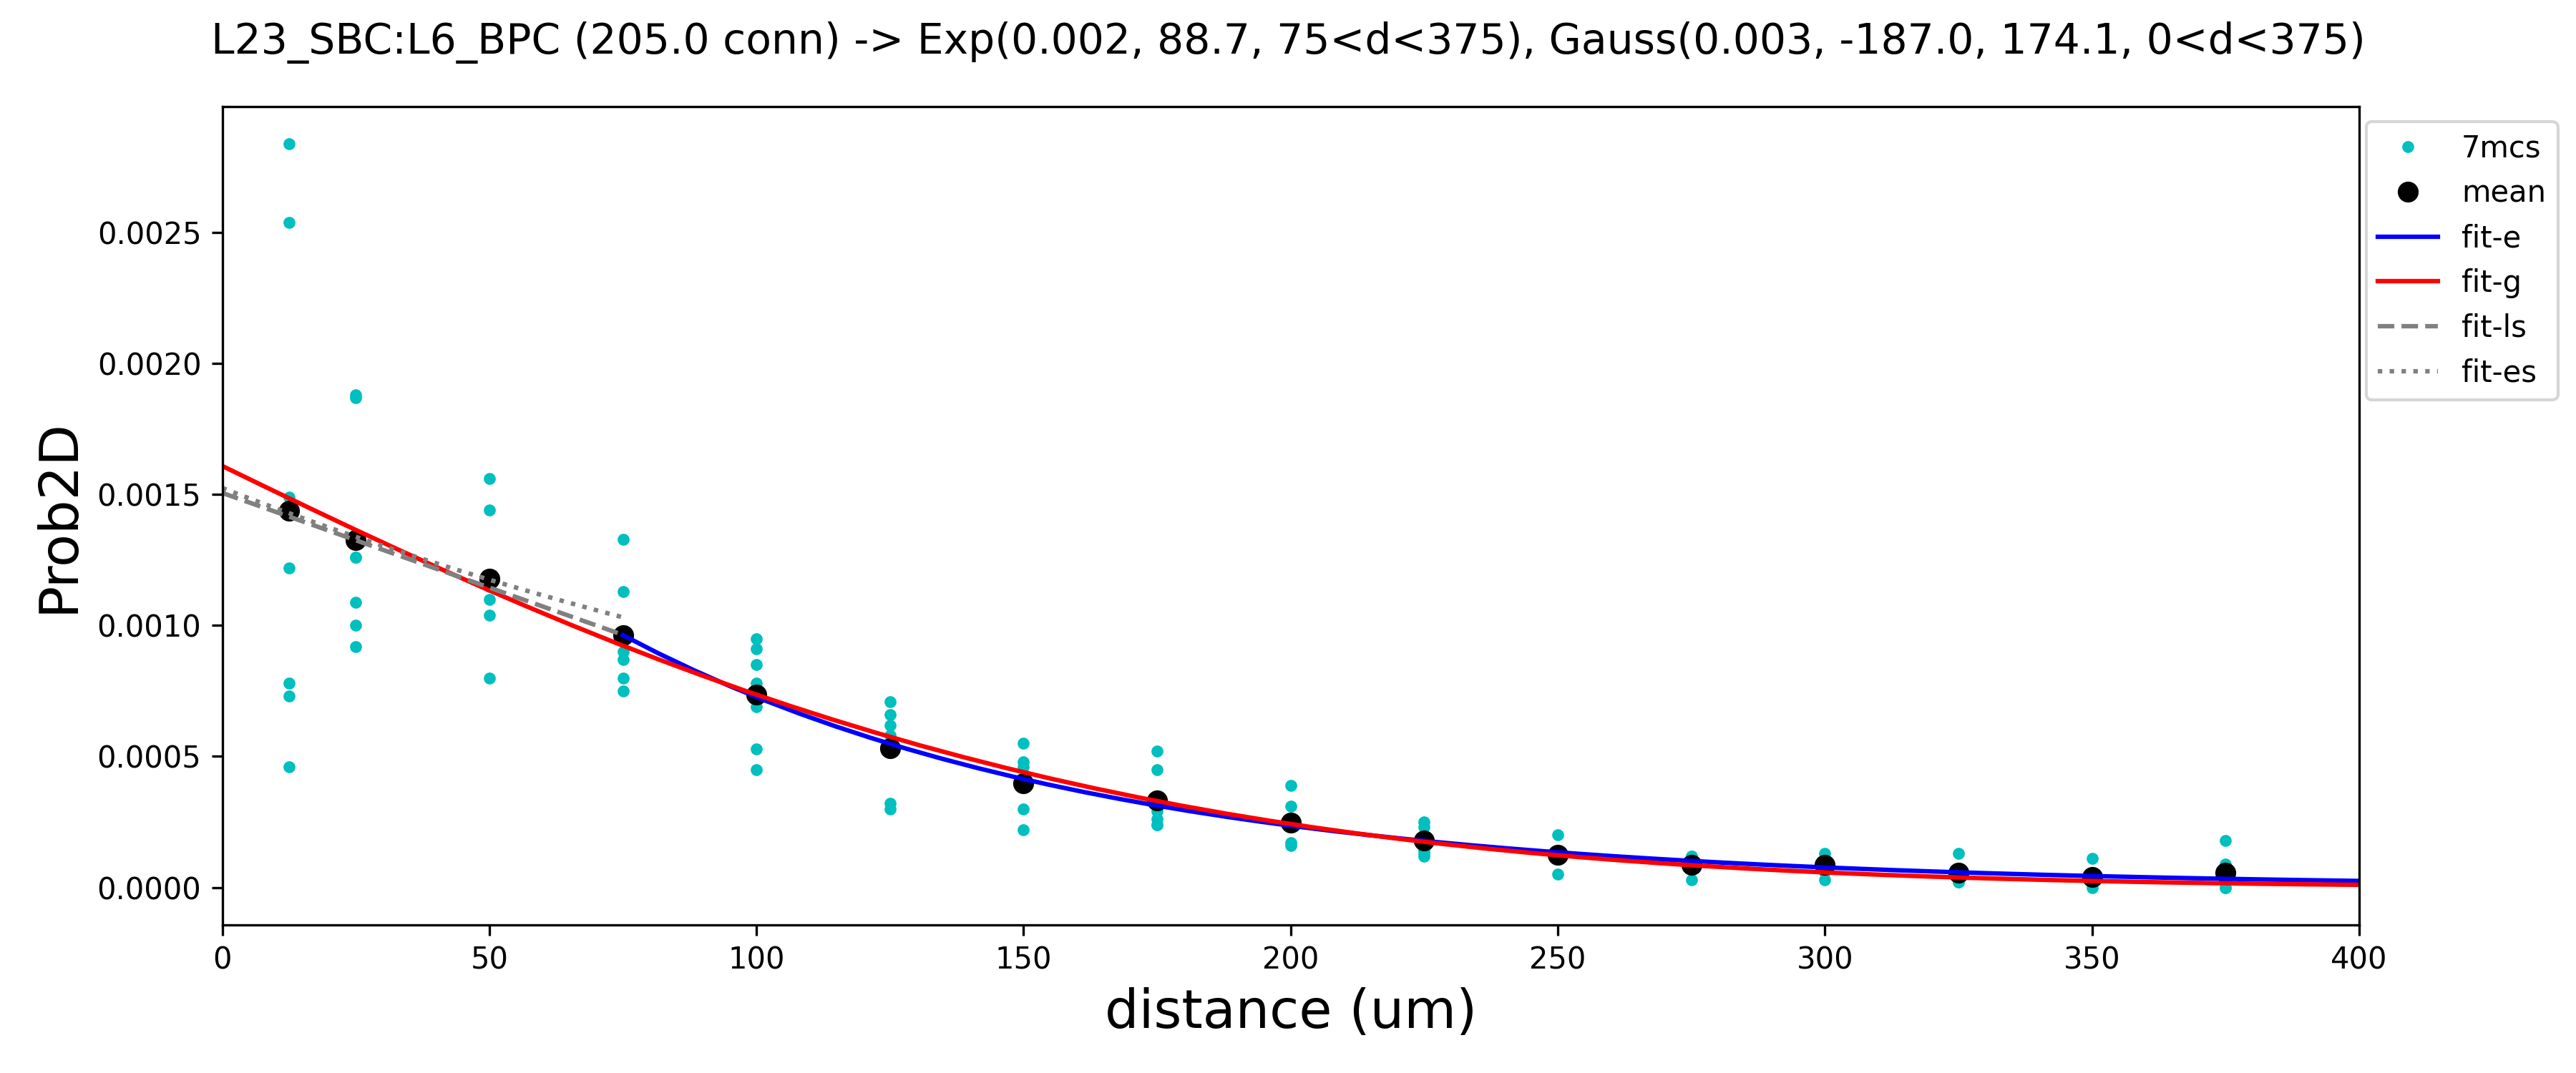 L23_SBC:L6_BPC (205.0 conn) -> Exp(0.002, 88.7, 75<d<375), Gauss(0.003, -187.0, 174.1, 0<d<375)
7mcs
mean
fit-e
fit-g
fit-ls
fit-es
Prob2D
0.0025
0.0020
0.0015
0.0010
0.0005
0.0000
0 50 100 150 200 250 300 350 400
distance (um)